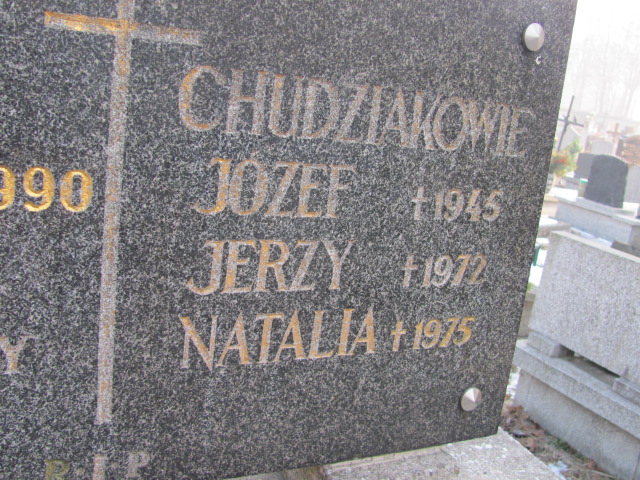 CHUDZIAKOWIE
JOZEF †1945
JERZY †1972
NATALIA †1975
990
Y
R.I.P